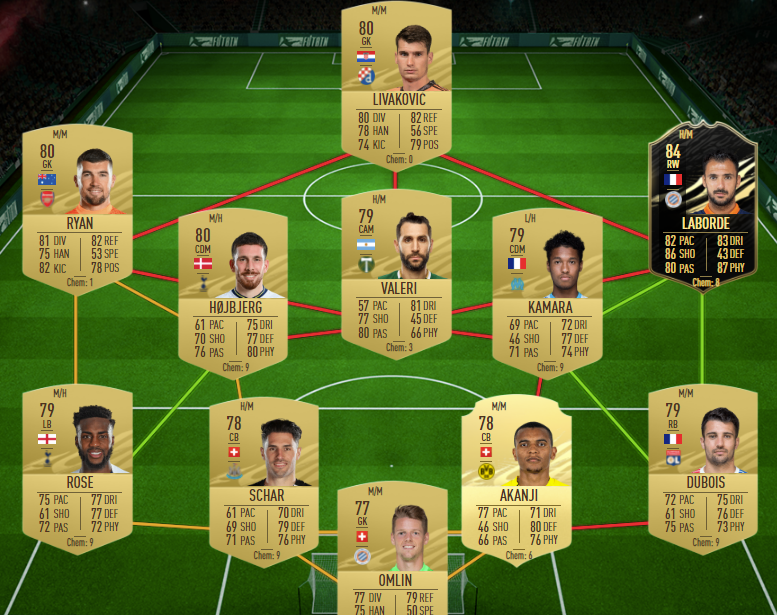 M/M
80
GK
LIVAKOVIĆ
80 DIV 82 REF
78 HAN 56 SPE
74 KIC 79 POS
Chem: 0
M/M
80
GK
RYAN
81 DIV 82 REF
75 HAN 53 SPE
82 KIC 78 POS
Chem: 1
H/M
84
RW
LABORDE
82 PAC 83 DRI
86 SHO 43 DEF
80 PAS 87 PHY
Chem: 8
M/H
80
CDM
HØJBJERG
61 PAC 75 DRI
70 SHO 77 DEF
76 PAS 80 PHY
Chem: 9
H/M
79
CAM
VALERI
57 PAC 81 DRI
77 SHO 45 DEF
80 PAS 66 PHY
Chem: 3
L/H
79
CDM
KAMARA
69 PAC 72 DRI
46 SHO 77 DEF
71 PAS 74 PHY
Chem: 9
M/H
79
LB
ROSE
75 PAC 77 DRI
61 SHO 77 DEF
72 PAS 72 PHY
Chem: 9
H/M
78
CB
SCHAR
61 PAC 70 DRI
69 SHO 79 DEF
71 PAS 76 PHY
Chem: 9
M/M
78
CB
AKANJI
77 PAC 71 DRI
46 SHO 80 DEF
66 PAS 76 PHY
Chem: 6
M/M
79
RB
DUBOIS
72 PAC 75 DRI
61 SHO 76 DEF
75 PAS 73 PHY
Chem: 9
M/M
77
GK
OMLIN
77 DIV 79 REF
75 HAN 50 SPE